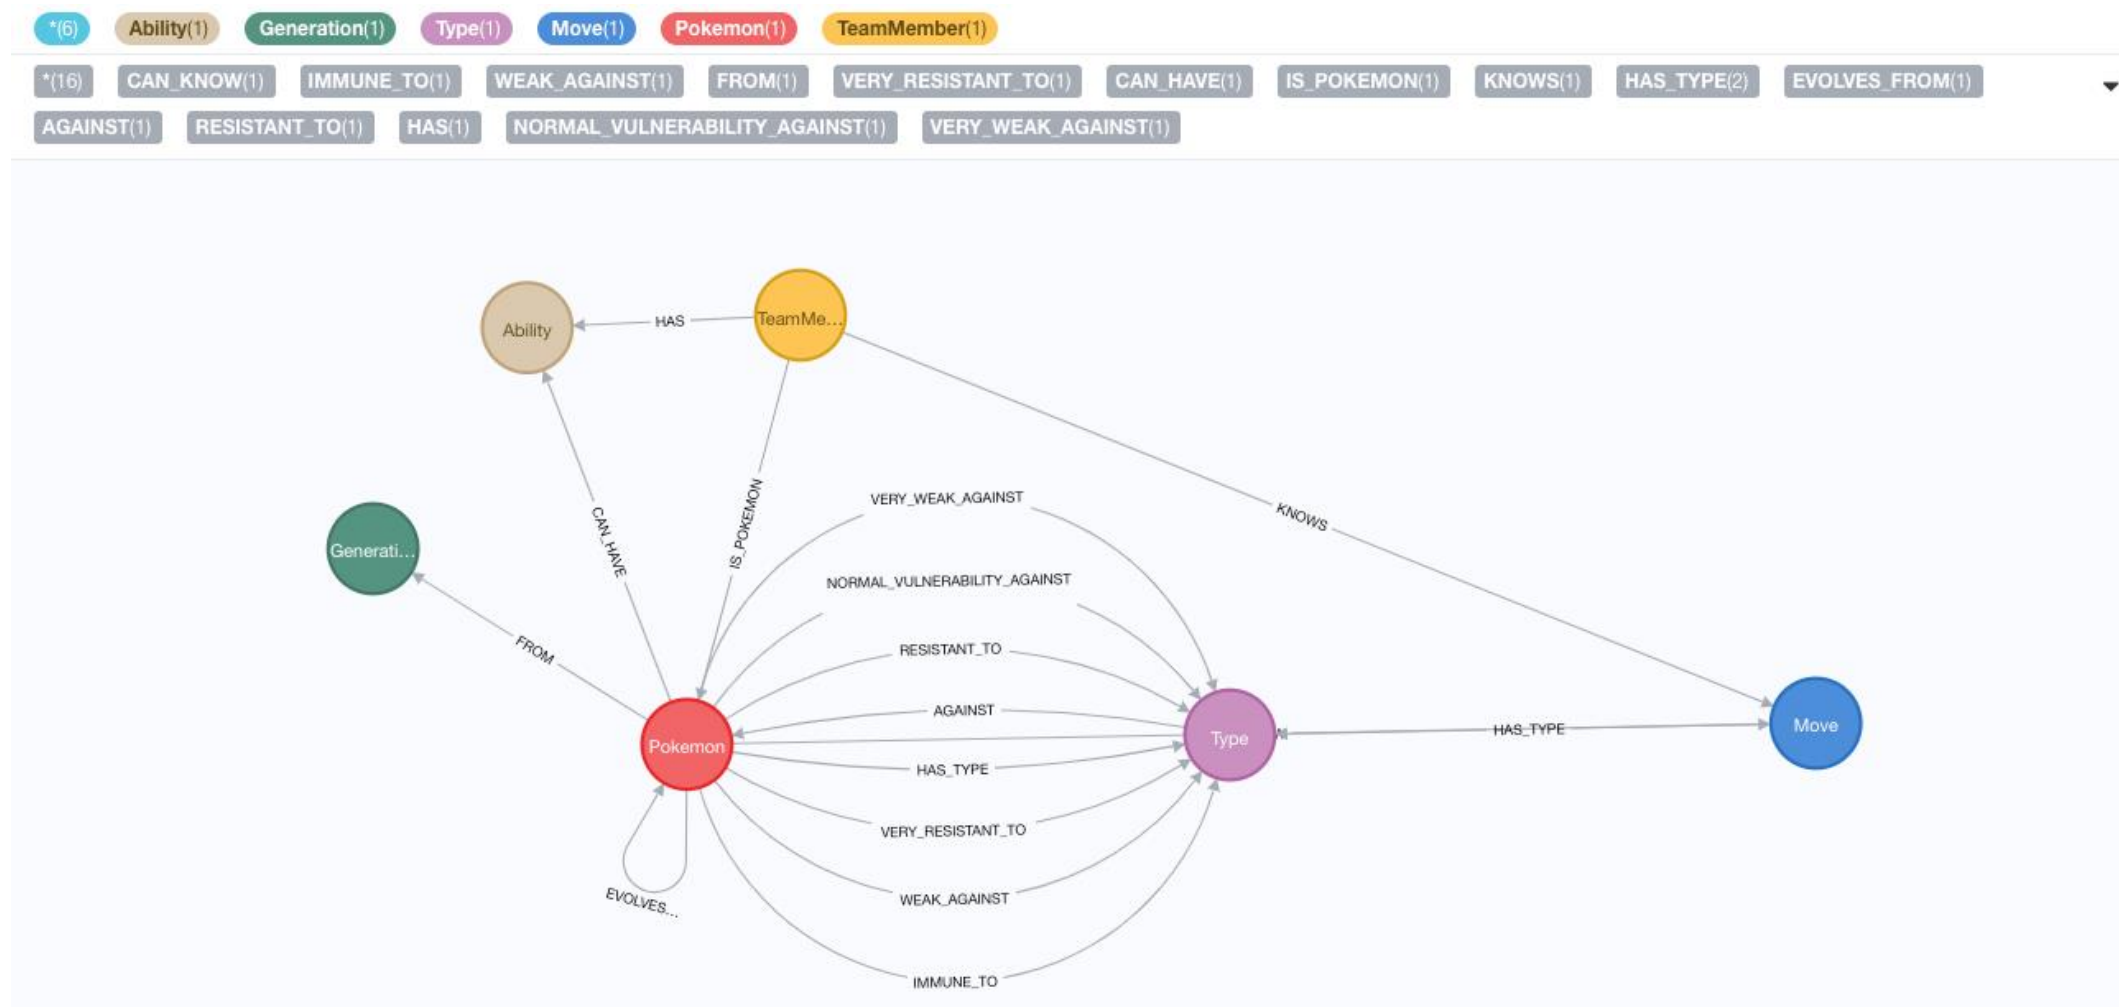 *(6) Ability(1) Generation(1) Type(1) Move(1) Pokemon(1) TeamMember(1)
*(16) CAN_KNOW(1) IMMUNE_TO(1) WEAK_AGAINST(1) FROM(1) VERY_RESISTANT_TO(1) CAN_HAVE(1) IS_POKEMON(1) KNOWS(1) HAS_TYPE(2) EVOLVES_FROM(1)
AGAINST(1) RESISTANT_TO(1) HAS(1) NORMAL_VULNERABILITY_AGAINST(1) VERY_WEAK_AGAINST(1)
Ability
HAS
TeamMe...
CAN_HAVE
IS_POKEMON
VERY_WEAK_AGAINST
KNOWS
Generati...
NORMAL_VULNERABILITY_AGAINST
FROM
RESISTANT_TO
AGAINST
Pokemon
Type
HAS_TYPE
Move
HAS_TYPE
VERY_RESISTANT_TO
EVOLVES...
WEAK_AGAINST
IMMUNE_TO